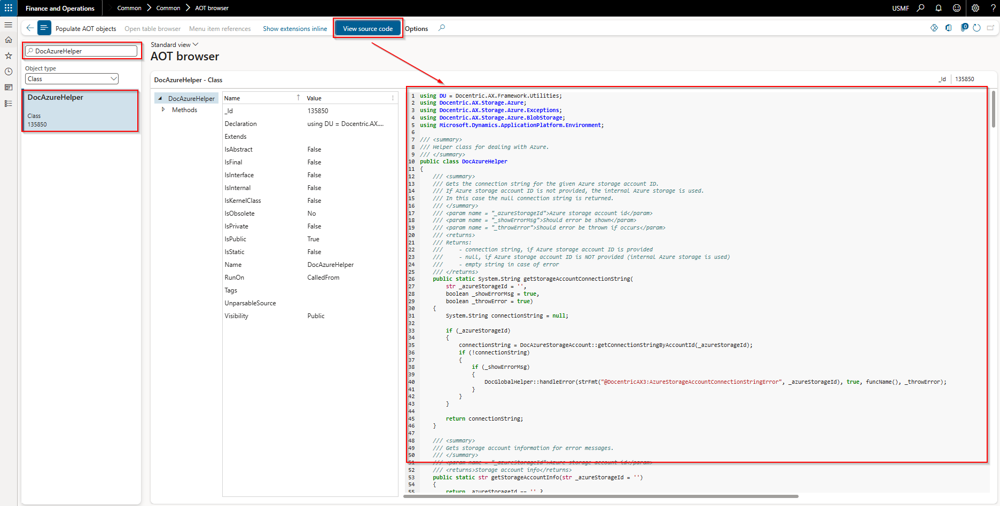 Finance and Operations
Common > Common > AOT browser
USMF
Populate AOT objects
Open table browser
Menu item references
Show extensions inline
View source code
Options
0
DocAzureHelper
Object type
Class
DocAzureHelper
Class
135850
Standard view
AOT browser
DocAzureHelper - Class
_Id 135850
DocAzureHelper
Methods
Name Value
_Id 135850
Declaration using DU = Docentric.AX....
Extends
IsAbstract False
IsFinal False
IsInterface False
IsInternal False
IsKernelClass False
IsObsolete No
IsPrivate False
IsPublic True
IsStatic False
Name DocAzureHelper
RunOn CalledFrom
Tags
UnparsableSource
Visibility Public
1 using DU = Docentric.AX.Framework.Utilities;
2 using Docentric.AX.Storage.Azure;
3 using Docentric.AX.Storage.Azure.Exceptions;
4 using Docentric.AX.Storage.Azure.BlobStorage;
5 using Microsoft.Dynamics.ApplicationPlatform.Environment;
6
7 /// <summary>
8 /// Helper class for dealing with Azure.
9 /// </summary>
10 public class DocAzureHelper
11 {
12 /// <summary>
13 /// Gets the connection string for the given Azure storage account ID.
14 /// If Azure storage account ID is not provided, the internal Azure storage is used.
15 /// In this case the null connection string is returned.
16 /// </summary>
17 /// <param name = "_azureStorageId">Azure storage account id</param>
18 /// <param name = "_showErrorMsg">Should error be shown</param>
19 /// <param name = "_throwError">Should error be thrown if occurs</param>
20 /// <returns>
21 /// Returns:
22 /// - connection string, if Azure storage account ID is provided
23 /// - null, if Azure storage account ID is NOT provided (internal Azure storage is used)
24 /// - empty string in case of error
25 /// </returns>
26 public static System.String getStorageAccountConnectionString(
27 str _azureStorageId = '',
28 boolean _showErrorMsg = true,
29 boolean _throwError = true)
30 {
31 System.String connectionString = null;
32
33 if (_azureStorageId)
34 {
35 connectionString = DocAzureStorageAccount::getConnectionStringByAccountId(_azureStorageId);
36 if (!connectionString)
37 {
38 if (_showErrorMsg)
39 {
40 DocGlobalHelper::handleError(strFmt("@DocentricAX3:AzureStorageAccountConnectionStringError", _azureStorageId), true, funcName(), _throwError);
41 }
42 }
43 }
44
45 return connectionString;
46 }
47
48 /// <summary>
49 /// Gets storage account information for error messages.
50 /// </summary>
51 /// <param name = "_azureStorageId">Azure storage account id</param>
52 /// <returns>Storage account info</returns>
53 public static str getStorageAccountInfo(str _azureStorageId = '')
54 {
55 return _azureStorageId == '' ?